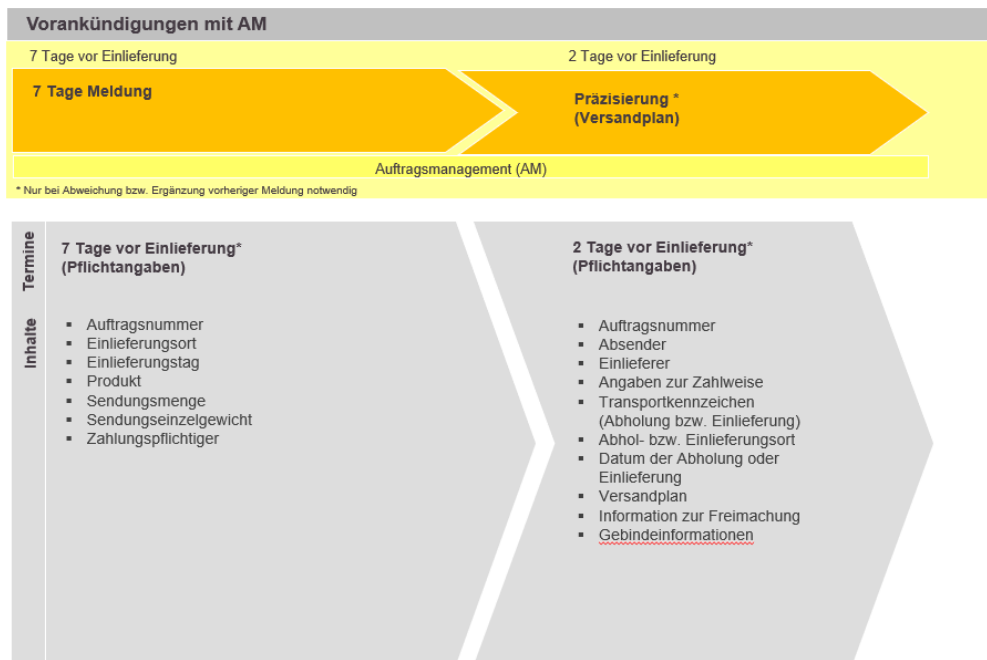 Vorankündigungen mit AM
7 Tage vor Einlieferung
2 Tage vor Einlieferung
7 Tage Meldung
Präzisierung *
(Versandplan)
Auftragsmanagement (AM)
* Nur bei Abweichung bzw. Ergänzung vorheriger Meldung notwendig
Termine
7 Tage vor Einlieferung*
(Pflichtangaben)
2 Tage vor Einlieferung*
(Pflichtangaben)
Inhalte
▪ Auftragsnummer
▪ Einlieferungsort
▪ Einlieferungstag
▪ Produkt
▪ Sendungsmenge
▪ Sendungseinzelgewicht
▪ Zahlungspflichtiger
▪ Auftragsnummer
▪ Absender
▪ Einlieferer
▪ Angaben zur Zahlweise
▪ Transportkennzeichen
(Abholung bzw. Einlieferung)
▪ Abhol- bzw. Einlieferungsort
▪ Datum der Abholung oder
Einlieferung
▪ Versandplan
▪ Information zur Freimachung
▪ Gebindeinformationen